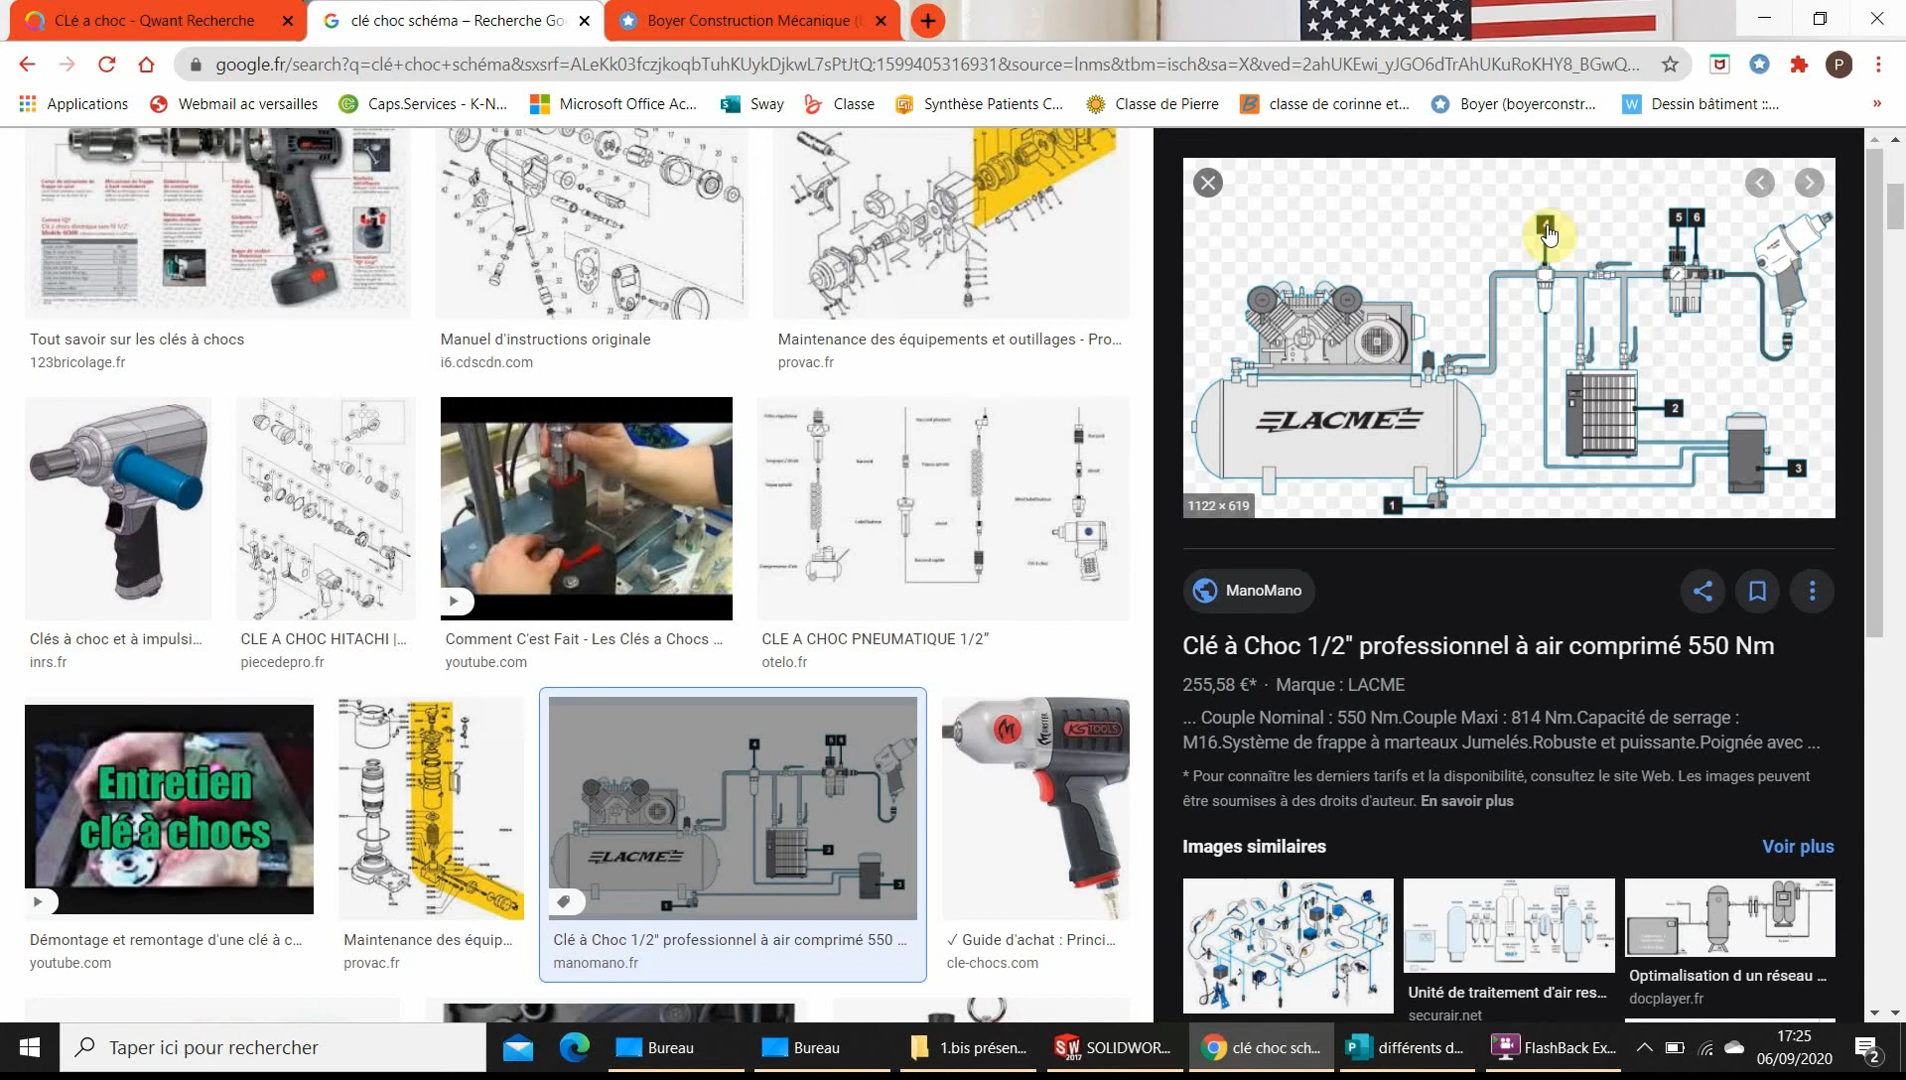 CLé a choc - Qwant Recherche
clé choc schéma – Recherche Go
Boyer Construction Mécanique (
google.fr/search?q=clé+choc+schéma&sxsrf=ALeKk03fczjkoqbTuhKUykDjkwL7sPtJtQ:1599405316931&source=lnms&tbm=isch&sa=X&ved=2ahUKEwi_yJGO6dTrAhUKuRoKHY8_BGwQ...
P
Applications
Webmail ac versailles
Caps.Services - K-N...
Microsoft Office Ac...
Sway
Classe
Synthèse Patients C...
Classe de Pierre
classe de corinne et...
Boyer (boyerconstr...
Dessin bâtiment ::...
Tout savoir sur les clés à chocs
123bricolage.fr
Manuel d'instructions originale
i6.cdscdn.com
Maintenance des équipements et outillages - Pro...
provac.fr
Clés à choc et à impulsi...
inrs.fr
CLE A CHOC HITACHI |...
piecedepro.fr
Comment C'est Fait - Les Clés a Chocs ...
youtube.com
CLE A CHOC PNEUMATIQUE 1/2”
otelo.fr
Entretien
clé à chocs
Démontage et remontage d'une clé à c...
youtube.com
Maintenance des équip...
provac.fr
LACME
Clé à Choc 1/2" professionnel à air comprimé 550 ...
manomano.fr
KS TOOLS
MONSTER
✓ Guide d'achat : Princi...
cle-chocs.com
5 6
LACME
2
3
1
1122 × 619
ManoMano
Clé à Choc 1/2" professionnel à air comprimé 550 Nm
255,58 €* · Marque : LACME
... Couple Nominal : 550 Nm.Couple Maxi : 814 Nm.Capacité de serrage :
M16.Système de frappe à marteaux Jumelés.Robuste et puissante.Poignée avec ...
* Pour connaître les derniers tarifs et la disponibilité, consultez le site Web. Les images peuvent
être soumises à des droits d'auteur. En savoir plus
Images similaires
Voir plus
Unité de traitement d'air res...
securair.net
Optimalisation d un réseau ...
docplayer.fr
Taper ici pour rechercher
Bureau
Bureau
1.bis présen...
SOLIDWOR...
clé choc sch...
différents d...
FlashBack Ex...
17:25
06/09/2020
2